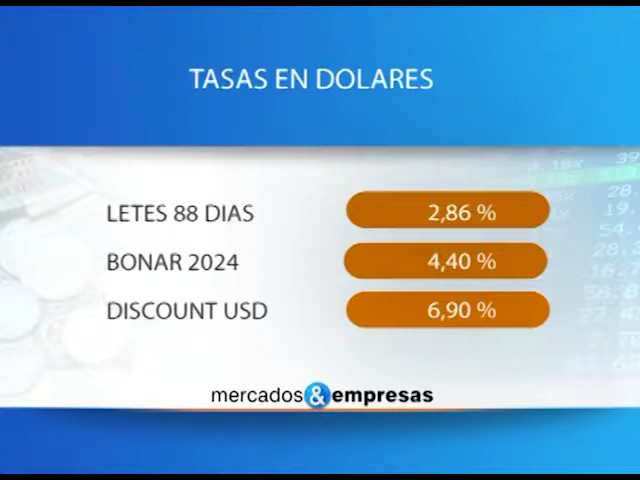 TASAS EN DOLARES
LETES 88 DIAS 2,86 %
BONAR 2024 4,40 %
DISCOUNT USD 6,90 %
mercados&empresas